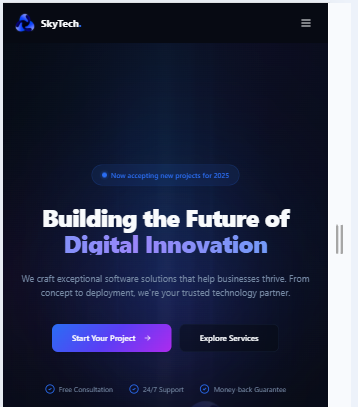 SkyTech.
Now accepting new projects for 2025
Building the Future of
Digital Innovation
We craft exceptional software solutions that help businesses thrive. From
concept to deployment, we're your trusted technology partner.
Start Your Project →
Explore Services
Free Consultation
24/7 Support
Money-back Guarantee